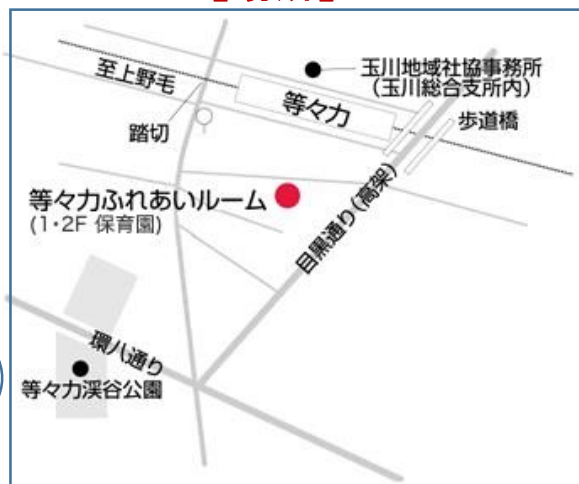 至上野毛
踏切
等々力
玉川地域社協事務所
(玉川総合支所内)
歩道橋
等々力ふれあいルーム
(1・2F 保育園)
目黒通り(高架)
環八通り
等々力渓谷公園